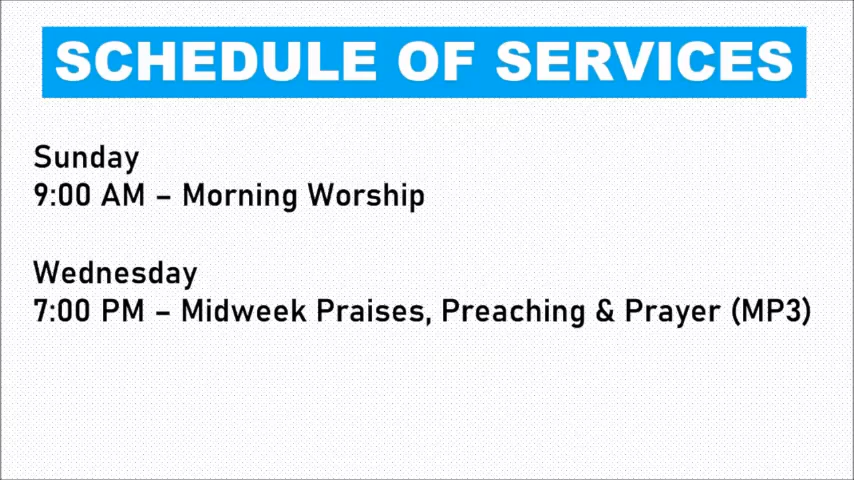 SCHEDULE OF SERVICES
Sunday
9:00 AM – Morning Worship
Wednesday
7:00 PM – Midweek Praises, Preaching & Prayer (MP3)